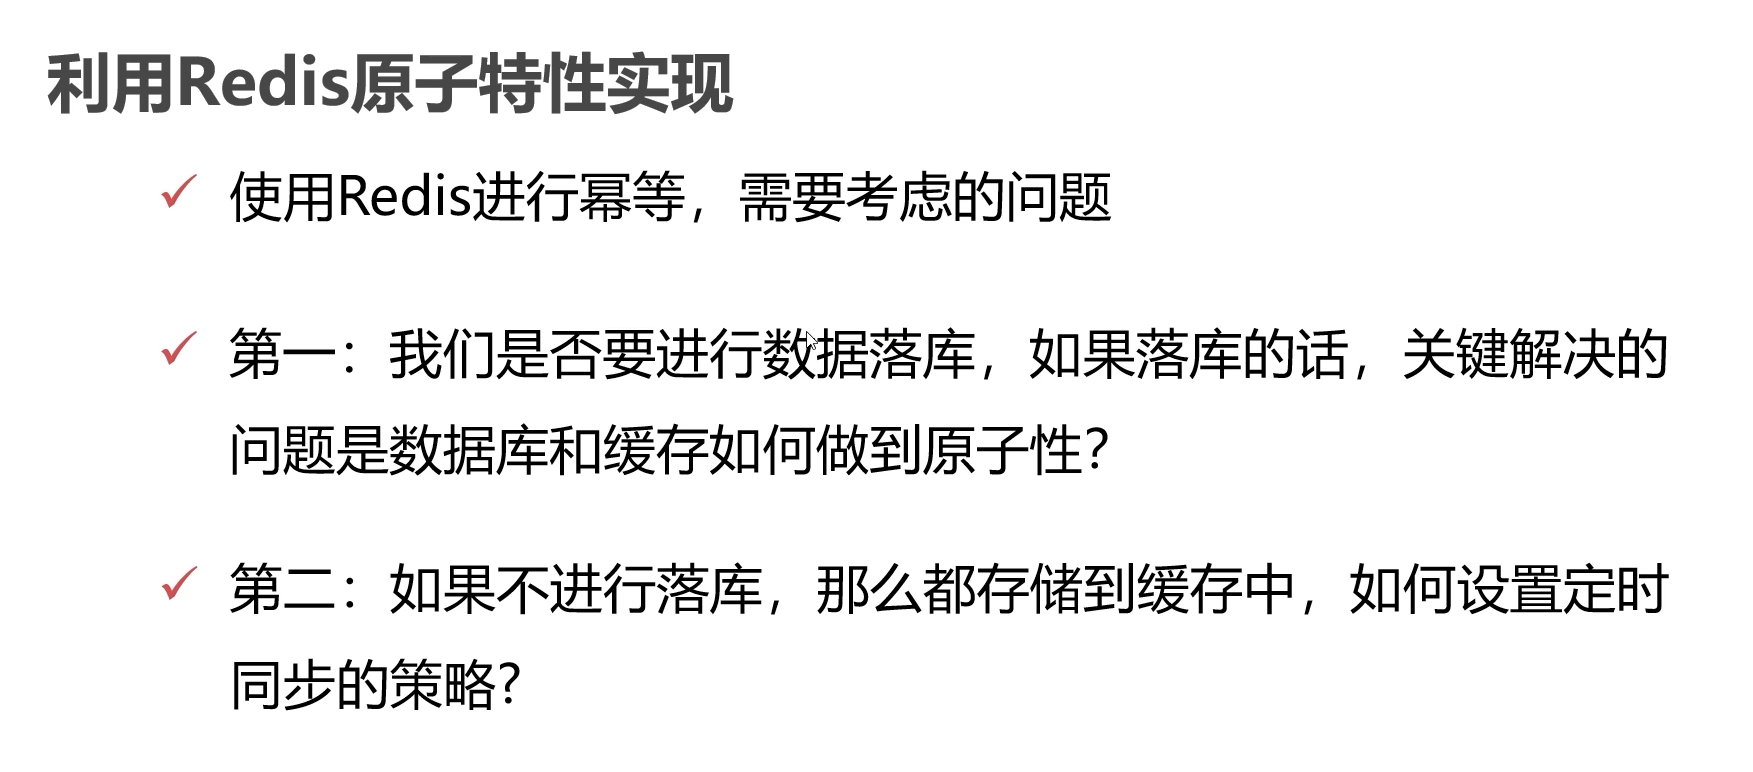 利用Redis原子特性实现
使用Redis进行幂等，需要考虑的问题
第一：我们是否要进行数据落库，如果落库的话，关键解决的
问题是数据库和缓存如何做到原子性？
第二：如果不进行落库，那么都存储到缓存中，如何设置定时
同步的策略？